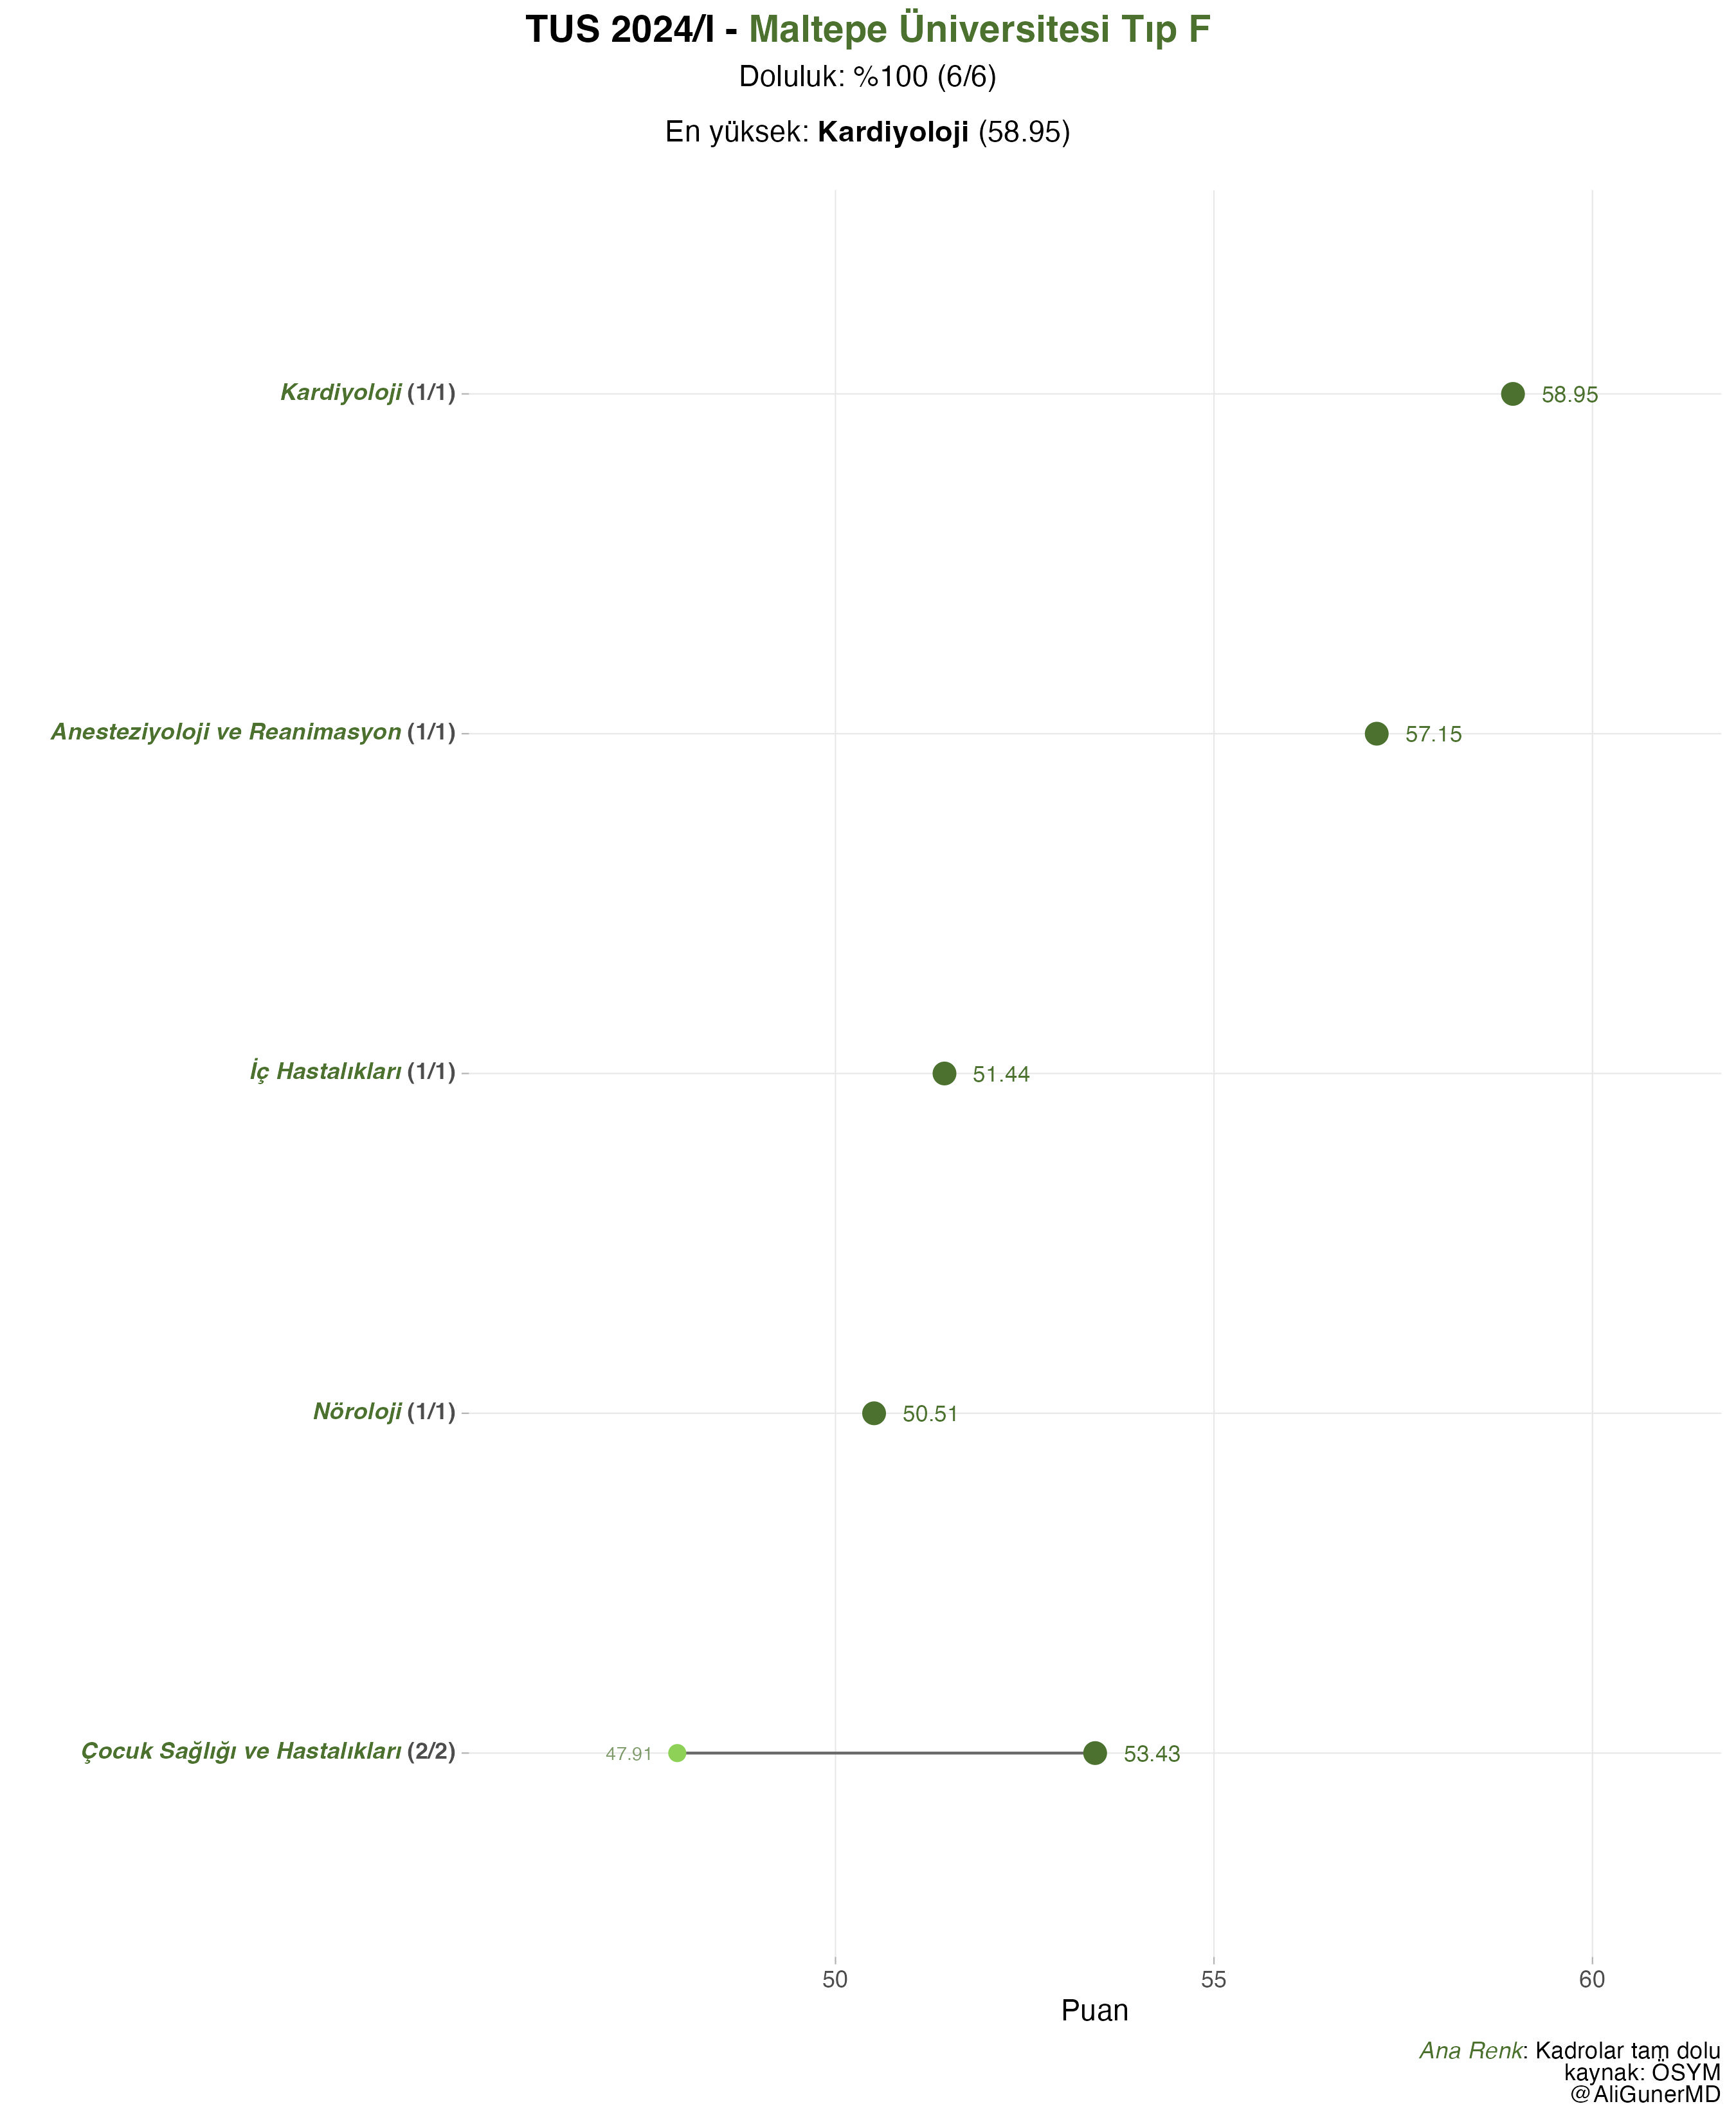 TUS 2024/I - Maltepe Üniversitesi Tıp F
Doluluk: %100 (6/6)
En yüksek: Kardiyoloji (58.95)
Kardiyoloji (1/1)
58.95
Anesteziyoloji ve Reanimasyon (1/1)
57.15
İç Hastalıkları (1/1)
51.44
Nöroloji (1/1)
50.51
Çocuk Sağlığı ve Hastalıkları (2/2)
47.91
53.43
50 55 60
Puan
Ana Renk: Kadrolar tam dolu
kaynak: ÖSYM
@AliGunerMD